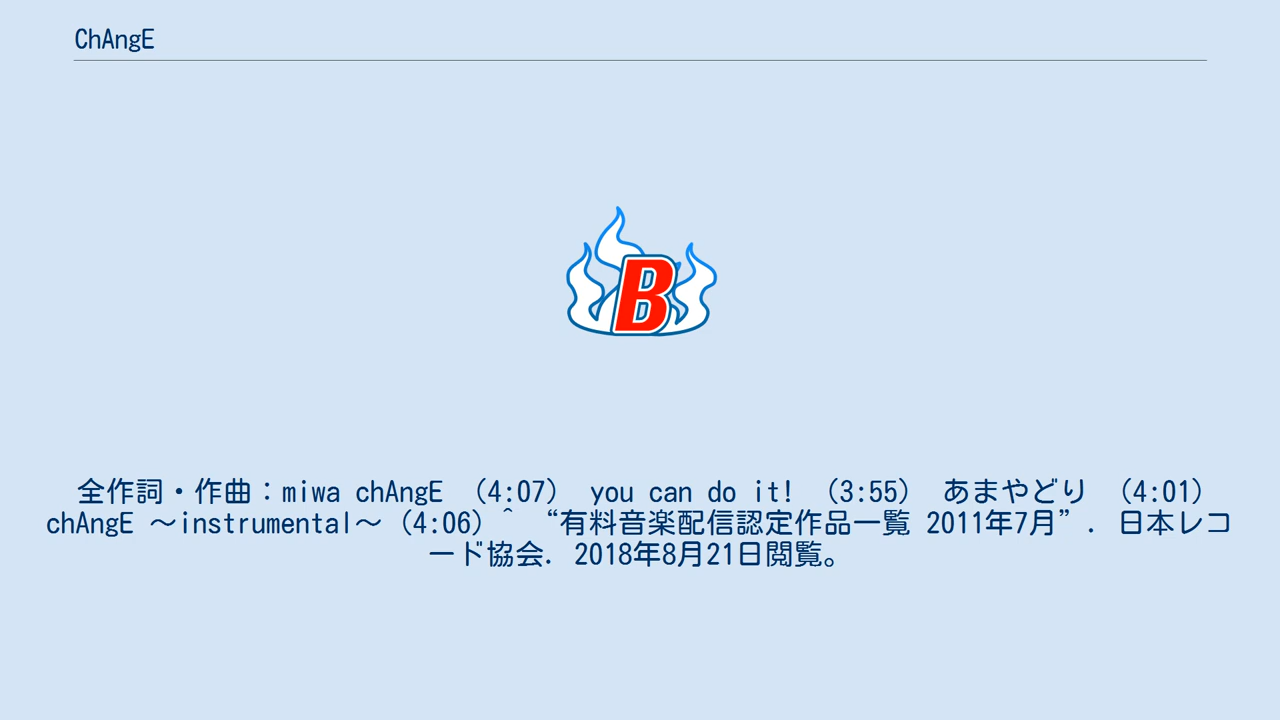 ChAngE
B
全作詞・作曲：miwa chAngE （4:07） you can do it! （3:55） あまやどり （4:01）
chAngE ～instrumental～（4:06）^ “有料音楽配信認定作品一覧 2011年7月”. 日本レコ
ード協会. 2018年8月21日閲覧。